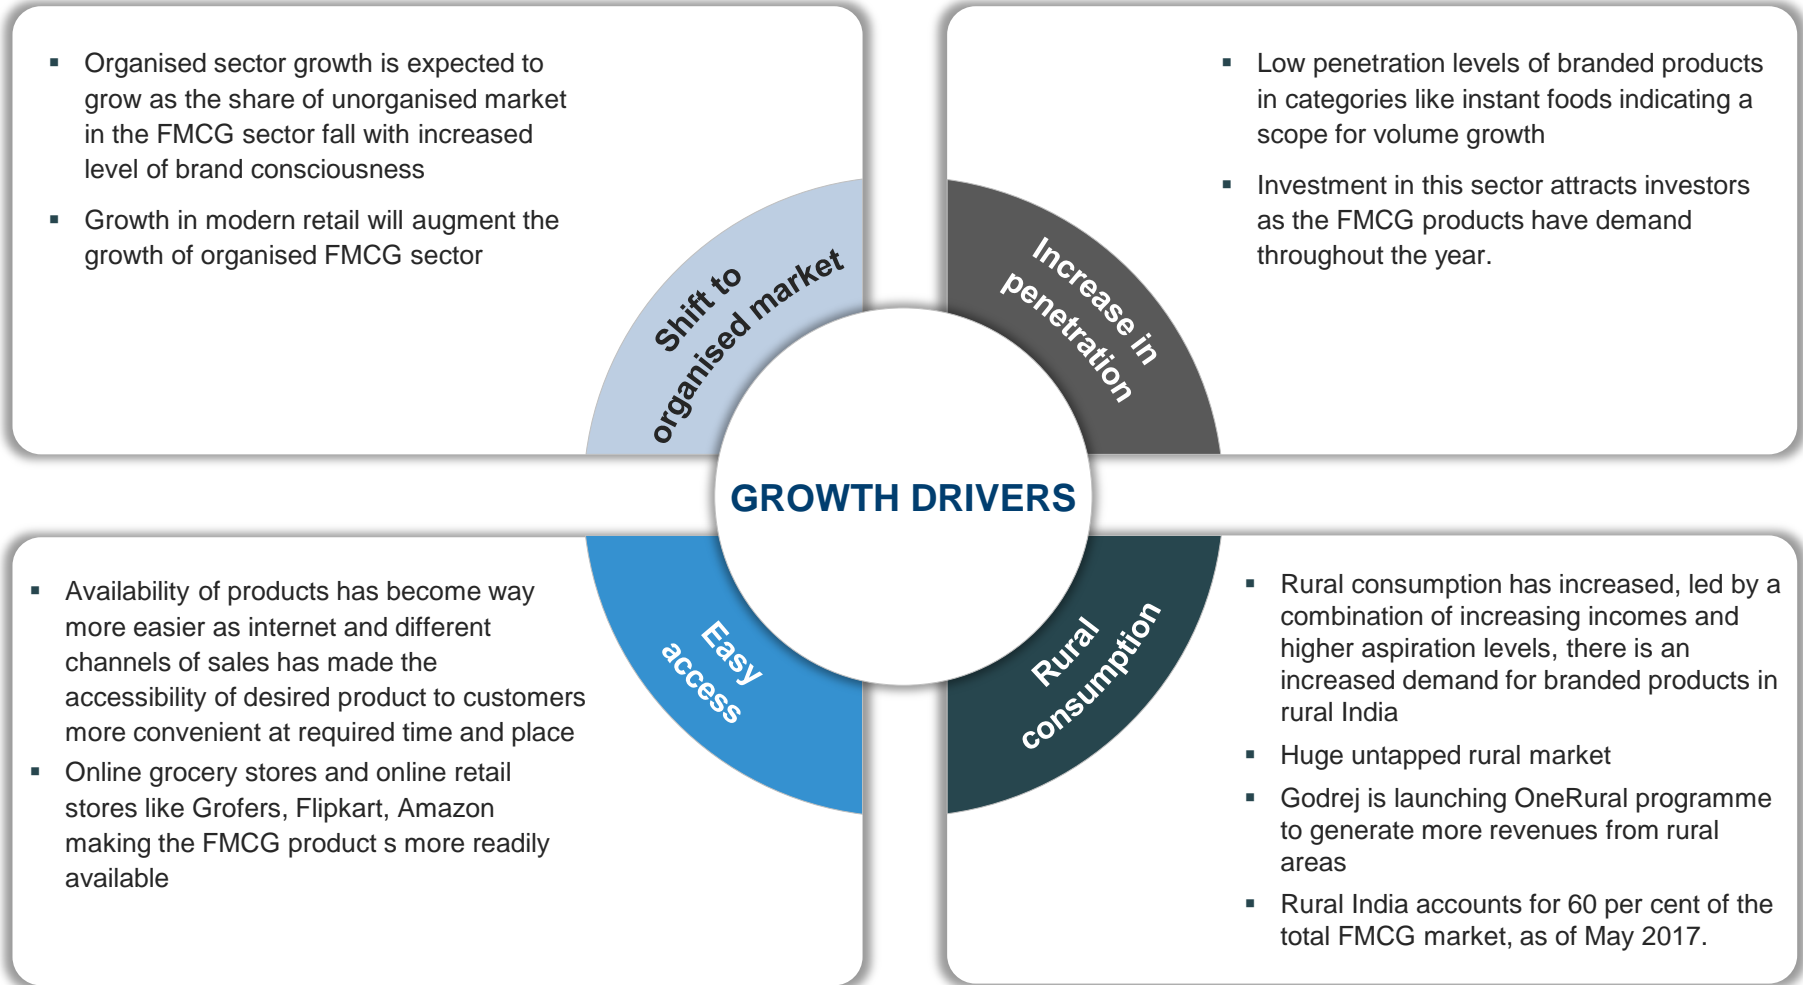 ▪ Organised sector growth is expected to
grow as the share of unorganised market
in the FMCG sector fall with increased
level of brand consciousness
▪ Growth in modern retail will augment the
growth of organised FMCG sector
Shift to
organised market
▪ Low penetration levels of branded products
in categories like instant foods indicating a
scope for volume growth
▪ Investment in this sector attracts investors
as the FMCG products have demand
throughout the year.
Increase in
penetration
GROWTH DRIVERS
▪ Availability of products has become way
more easier as internet and different
channels of sales has made the
accessibility of desired product to customers
more convenient at required time and place
▪ Online grocery stores and online retail
stores like Grofers, Flipkart, Amazon
making the FMCG product s more readily
available
Easy
access
Rural
consumption
▪ Rural consumption has increased, led by a
combination of increasing incomes and
higher aspiration levels, there is an
increased demand for branded products in
rural India
▪ Huge untapped rural market
▪ Godrej is launching OneRural programme
to generate more revenues from rural
areas
▪ Rural India accounts for 60 per cent of the
total FMCG market, as of May 2017.